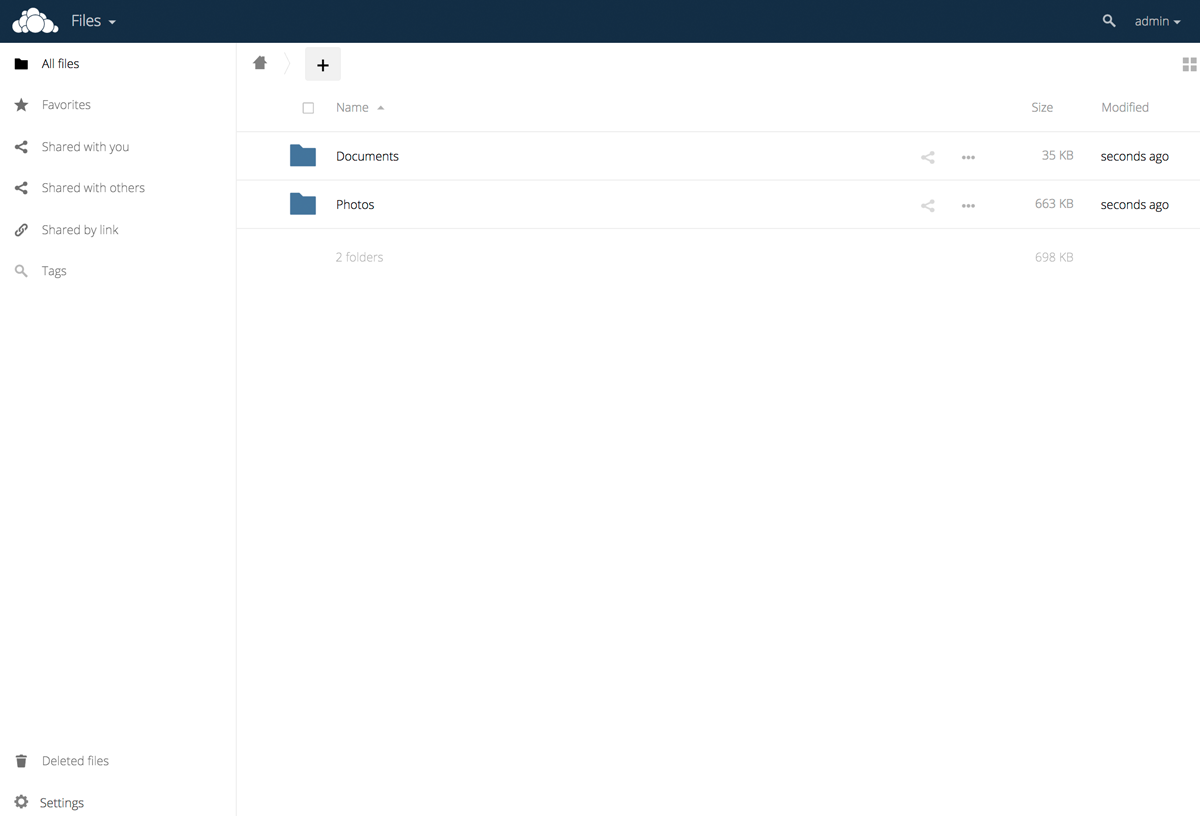 Files
admin
All files
Favorites
Shared with you
Shared with others
Shared by link
Tags
Deleted files
Settings
+
Name Size Modified
Documents 35 KB seconds ago
Photos 663 KB seconds ago
2 folders 698 KB